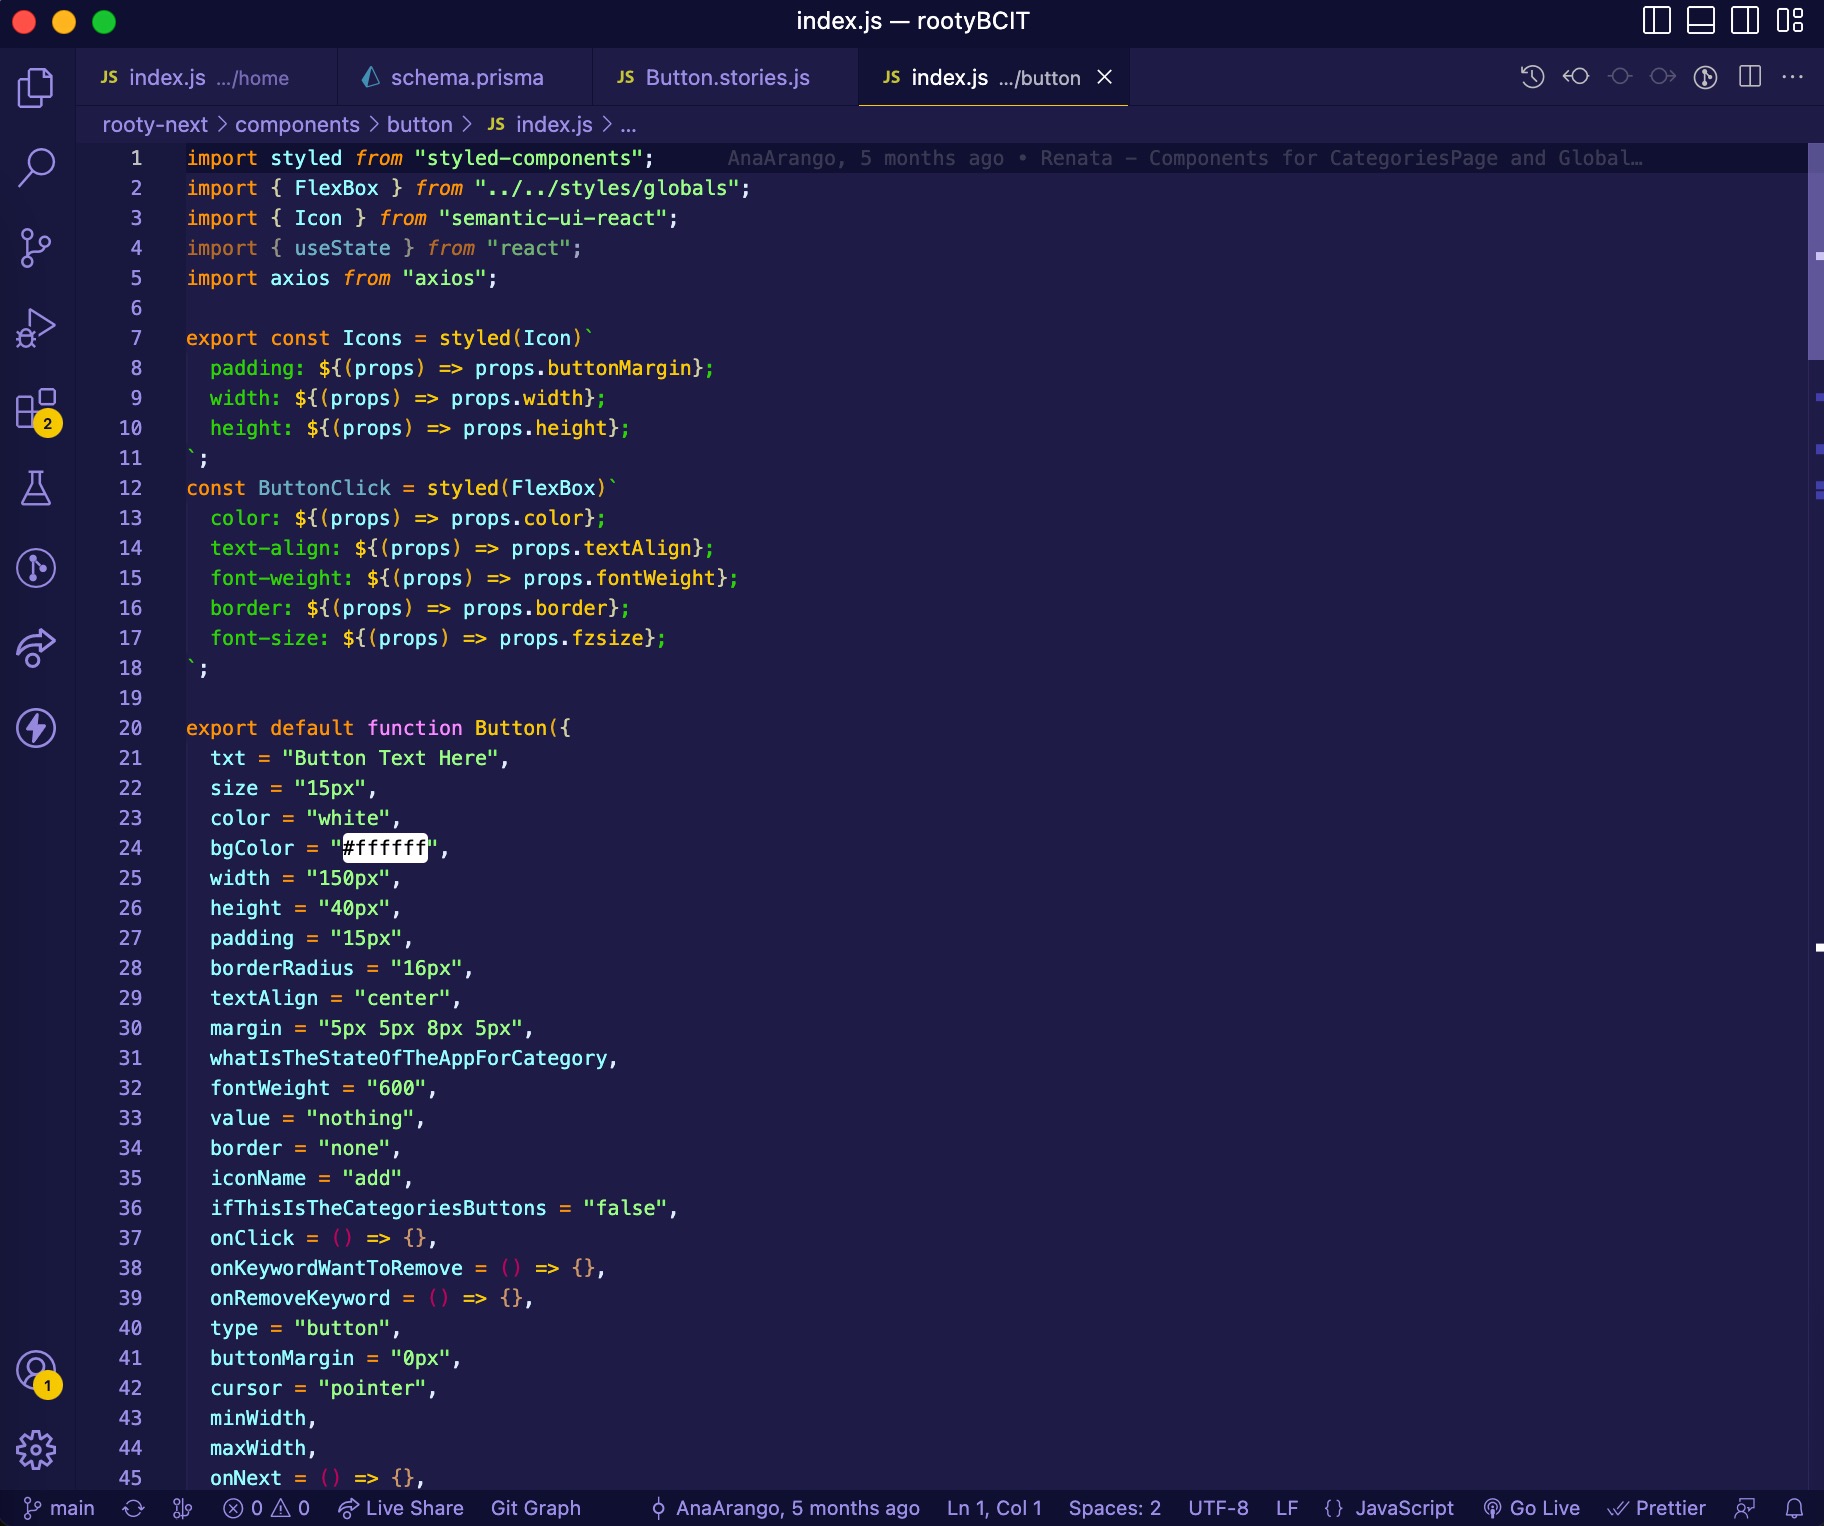 index.js — rootyBCIT
JS index.js .../home
schema.prisma
JS Button.stories.js
JS index.js .../button
rooty-next > components > button > JS index.js > ...
1 import styled from "styled-components"; AnaArango, 5 months ago • Renata – Components for CategoriesPage and Global…
2 import { FlexBox } from "../../styles/globals";
3 import { Icon } from "semantic-ui-react";
4 import { useState } from "react";
5 import axios from "axios";
6
7 export const Icons = styled(Icon)`
8 padding: ${(props) => props.buttonMargin};
9 width: ${(props) => props.width};
10 height: ${(props) => props.height};
11 `;
12 const ButtonClick = styled(FlexBox)`
13 color: ${(props) => props.color};
14 text-align: ${(props) => props.textAlign};
15 font-weight: ${(props) => props.fontWeight};
16 border: ${(props) => props.border};
17 font-size: ${(props) => props.fzsize};
18 `;
19
20 export default function Button({
21 txt = "Button Text Here",
22 size = "15px",
23 color = "white",
24 bgColor = "#ffffff",
25 width = "150px",
26 height = "40px",
27 padding = "15px",
28 borderRadius = "16px",
29 textAlign = "center",
30 margin = "5px 5px 8px 5px",
31 whatIsTheStateOfTheAppForCategory,
32 fontWeight = "600",
33 value = "nothing",
34 border = "none",
35 iconName = "add",
36 ifThisIsTheCategoriesButtons = "false",
37 onClick = () => {},
38 onKeywordWantToRemove = () => {},
39 onRemoveKeyword = () => {},
40 type = "button",
41 buttonMargin = "0px",
42 cursor = "pointer",
43 minWidth,
44 maxWidth,
45 onNext = () => {},
2
1
main 0 0 Live Share Git Graph AnaArango, 5 months ago Ln 1, Col 1 Spaces: 2 UTF-8 LF {} JavaScript Go Live Prettier